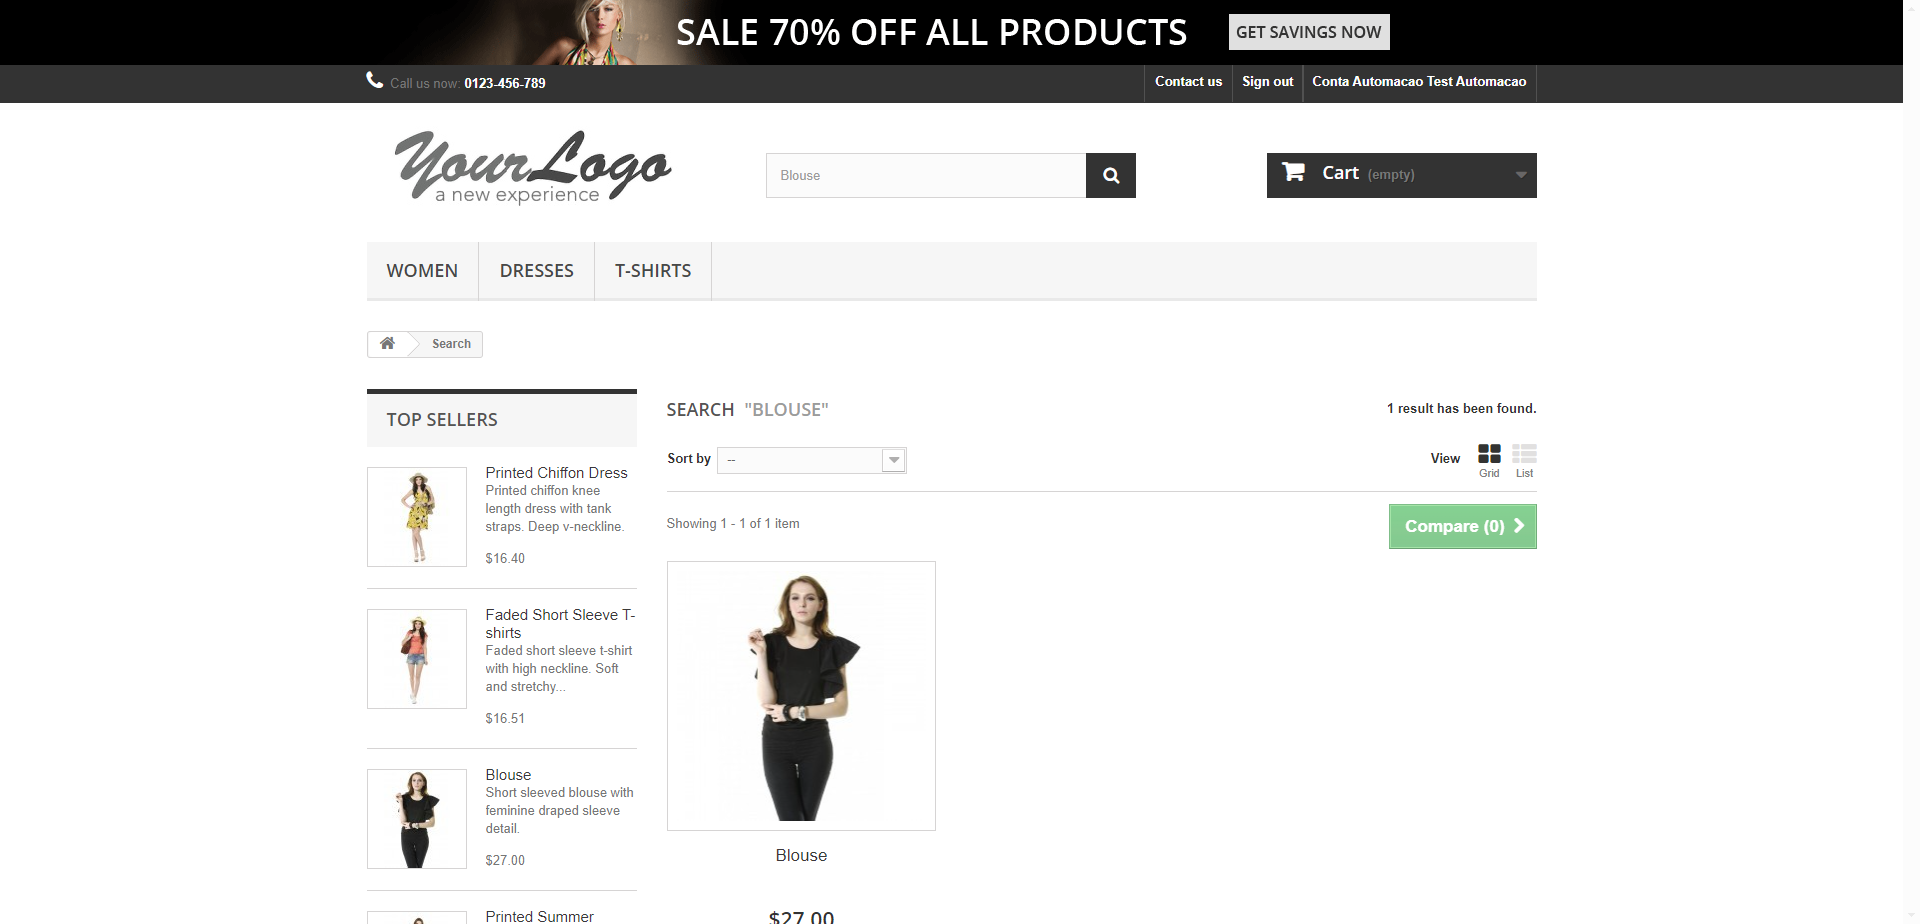 SALE 70% OFF ALL PRODUCTS GET SAVINGS NOW
Call us now: 0123-456-789 Contact us Sign out Conta Automacao Test Automacao
Your Logo
a new experience
Blouse
Cart (empty)
WOMEN DRESSES T-SHIRTS
Search
TOP SELLERS
Printed Chiffon Dress
Printed chiffon knee
length dress with tank
straps. Deep v-neckline.
$16.40
Faded Short Sleeve T-
shirts
Faded short sleeve t-shirt
with high neckline. Soft
and stretchy...
$16.51
Blouse
Short sleeved blouse with
feminine draped sleeve
detail.
$27.00
Printed Summer
SEARCH "BLOUSE" 1 result has been found.
Sort by -- View Grid List
Showing 1 - 1 of 1 item Compare (0)
Blouse
$27.00